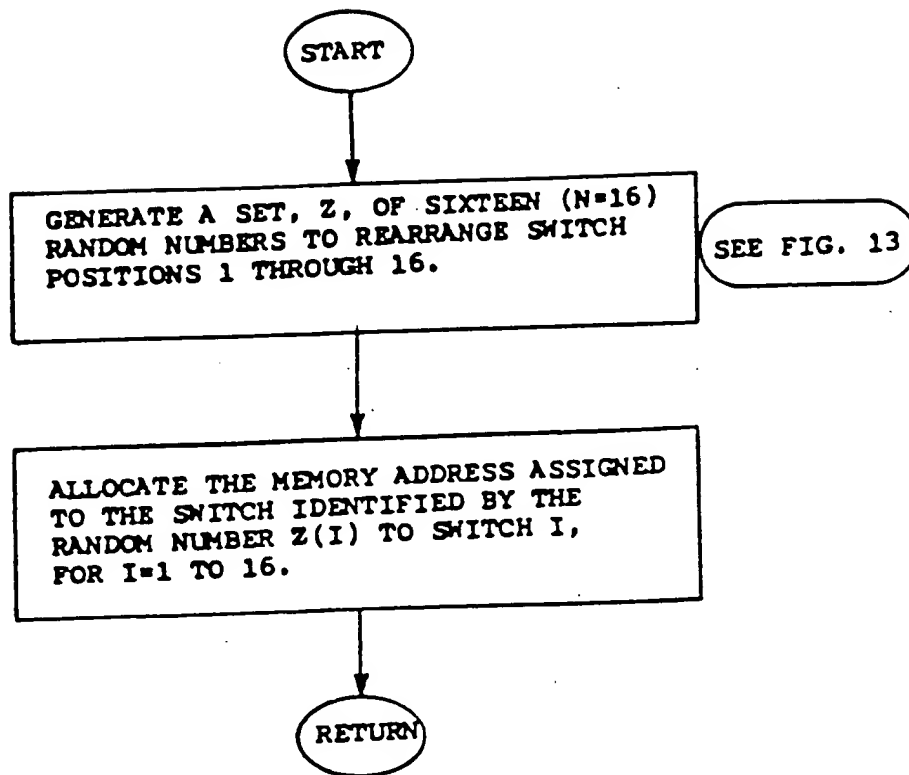 START
GENERATE A SET, Z, OF SIXTEEN (N=16)
RANDOM NUMBERS TO REARRANGE SWITCH
POSITIONS 1 THROUGH 16.
SEE FIG. 13
ALLOCATE THE MEMORY ADDRESS ASSIGNED
TO THE SWITCH IDENTIFIED BY THE
RANDOM NUMBER Z(I) TO SWITCH I,
FOR I=1 TO 16.
RETURN